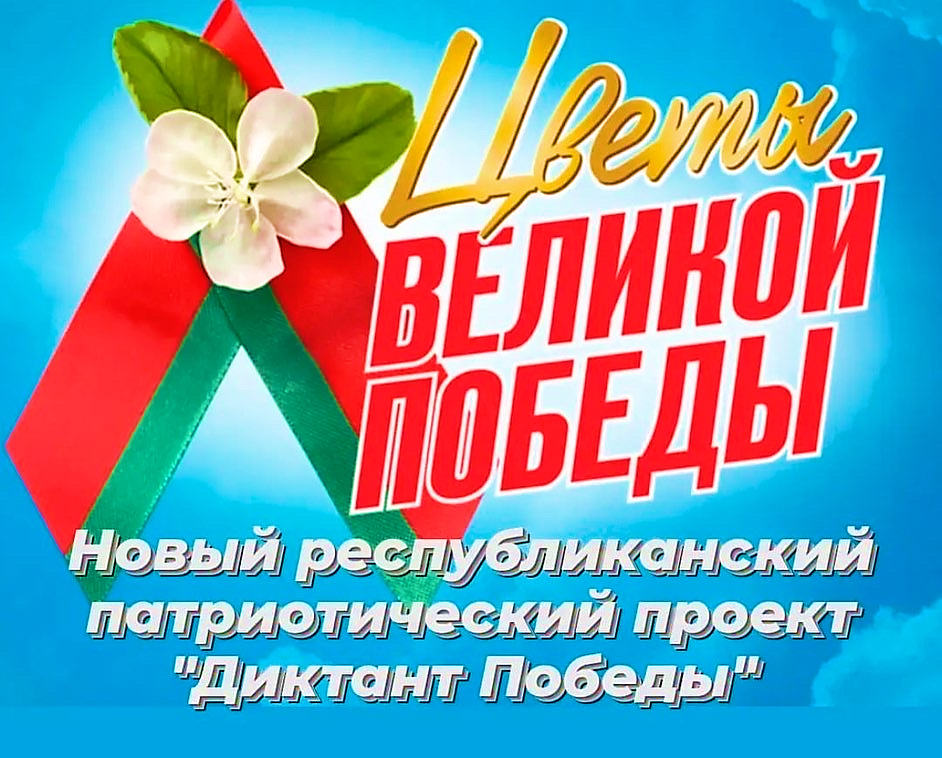 Цветы
ВЕЛИКОЙ
ПОБЕДЫ
Новый республиканский
патриотический проект
"Диктант Победы"